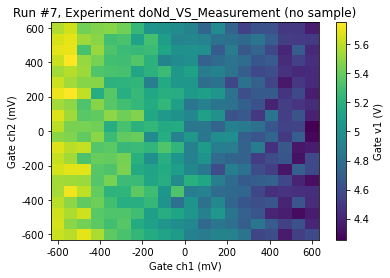 Run #7, Experiment doNd_VS_Measurement (no sample)
600
400
200
0
-200
-400
-600
Gate ch2 (mV)
-600 -400 -200 0 200 400 600
Gate ch1 (mV)
5.6
5.4
5.2
5
4.8
4.6
4.4
Gate v1 (V)